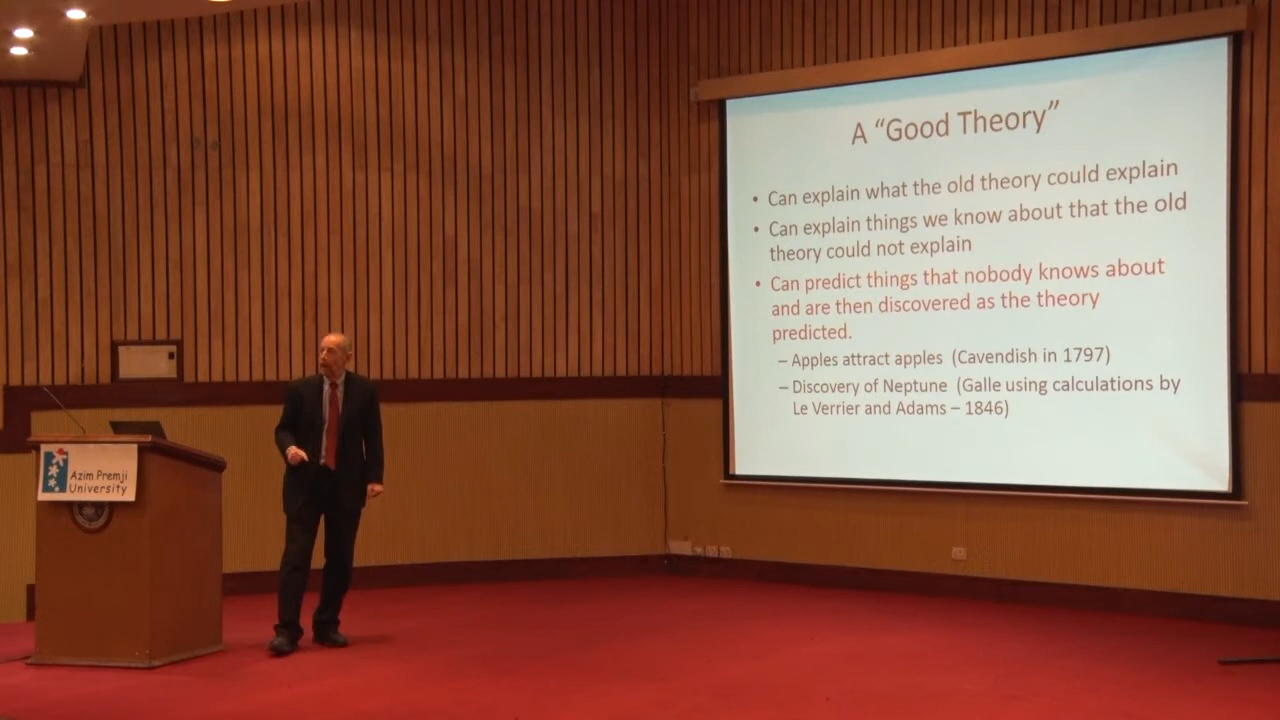 A “Good Theory”
• Can explain what the old theory could explain
• Can explain things we know about that the old
theory could not explain
• Can predict things that nobody knows about
and are then discovered as the theory
predicted.
– Apples attract apples (Cavendish in 1797)
– Discovery of Neptune (Galle using calculations by
Le Verrier and Adams – 1846)
Azim Premji
University